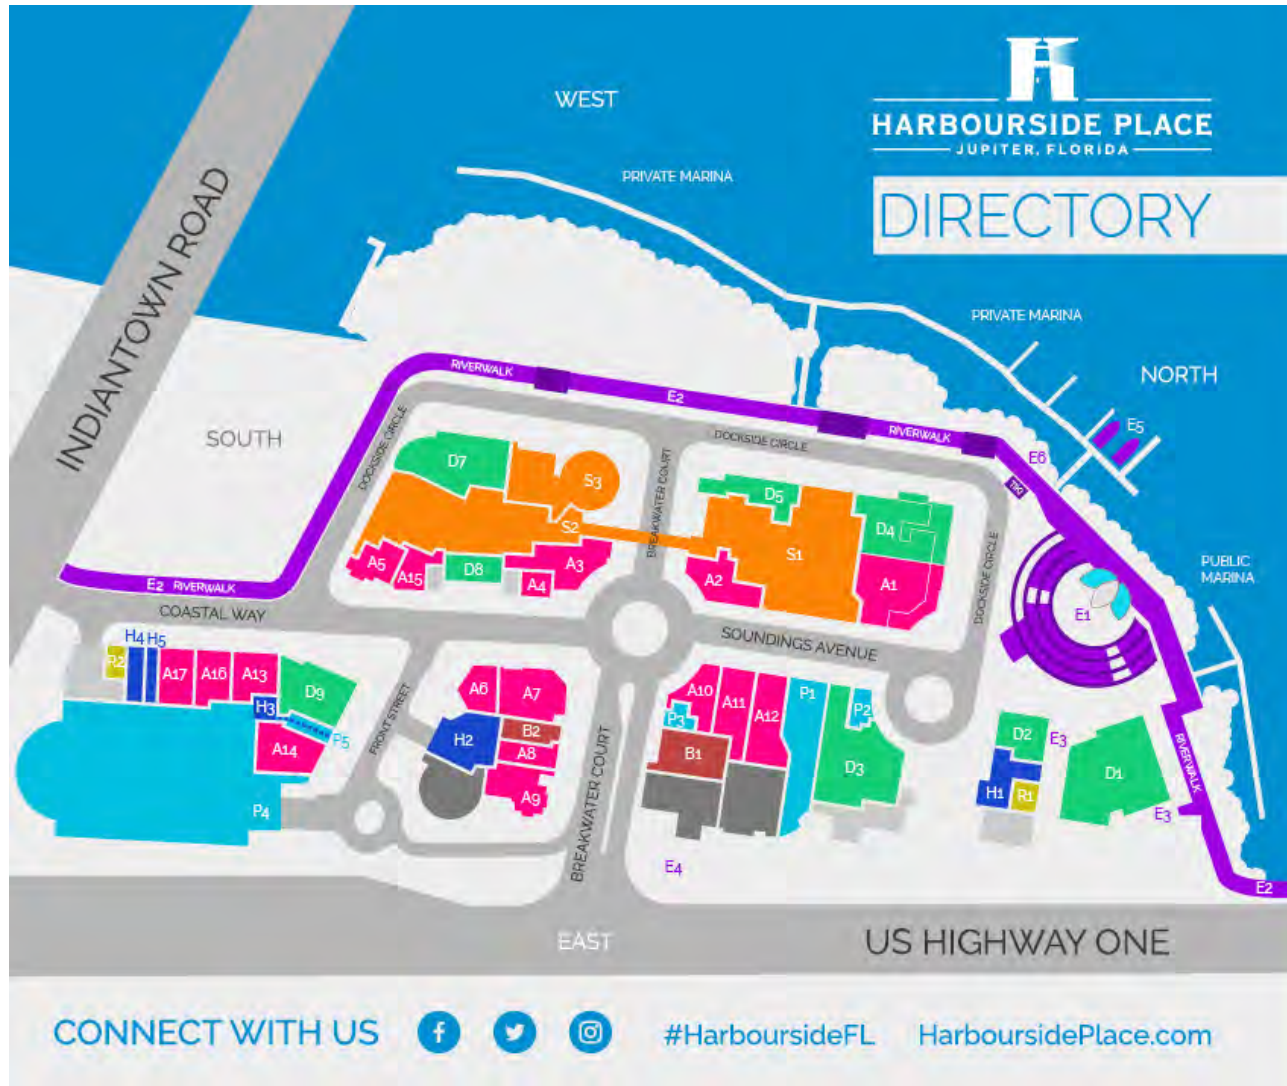 HARBOURSIDE PLACE
JUPITER, FLORIDA
DIRECTORY
WEST
PRIVATE MARINA
PRIVATE MARINA
NORTH
INDIANTOWN ROAD
SOUTH
RIVERWALK
E2
RIVERWALK
E5
E6
TIKI
DOCKSIDE CIRCLE
DOCKSIDE CIRCLE
BREAKWATER COURT
DOCKSIDE CIRCLE
D7
S3
S2
D5
S1
D4
A5
A15
D8
A4
A3
A2
A1
E1
PUBLIC
MARINA
E2 RIVERWALK
COASTAL WAY
SOUNDINGS AVENUE
H4
H5
R2
A17
A16
A13
D9
H3
P5
A14
P4
FRONT STREET
A6
A7
H2
B2
A8
A9
BREAKWATER COURT
A10
A11
A12
P1
P2
P3
B1
D3
D2
E3
H1
R1
D1
E3
RIVERWALK
E4
E2
EAST
US HIGHWAY ONE
CONNECT WITH US
#HarboursideFL
HarboursidePlace.com